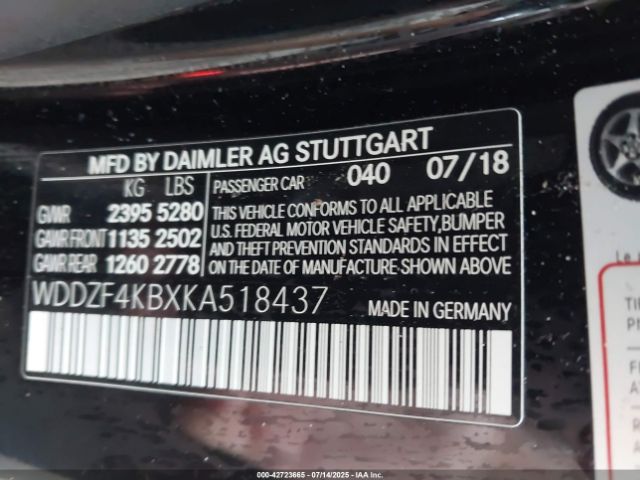 MFD BY DAIMLER AG STUTTGART
KG LBS
GVWR 2395 5280
GAWR FRONT 1135 2502
GAWR REAR 1260 2778
PASSENGER CAR 040 07/18
THIS VEHICLE CONFORMS TO ALL APPLICABLE
U.S. FEDERAL MOTOR VEHICLE SAFETY, BUMPER
AND THEFT PREVENTION STANDARDS IN EFFECT
ON THE DATE OF MANUFACTURE SHOWN ABOVE
WDDZF4KBXKA518437 MADE IN GERMANY
000-42723665 - 07/14/2025 - IAA